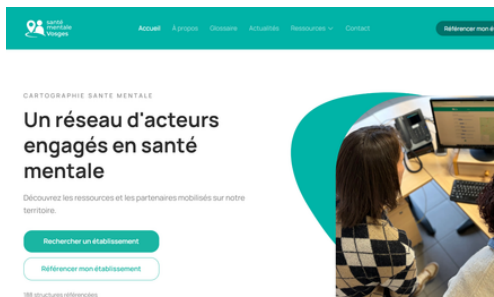 santé
mentale
Vosges
Accueil À propos Glossaire Actualités Ressources Contact
Référencer mon é
CARTOGRAPHIE SANTE MENTALE
Un réseau d'acteurs
engagés en santé
mentale
Découvrez les ressources et les partenaires mobilisés sur notre
territoire.
Rechercher un établissement
Référencer mon établissement
188 structures référencées